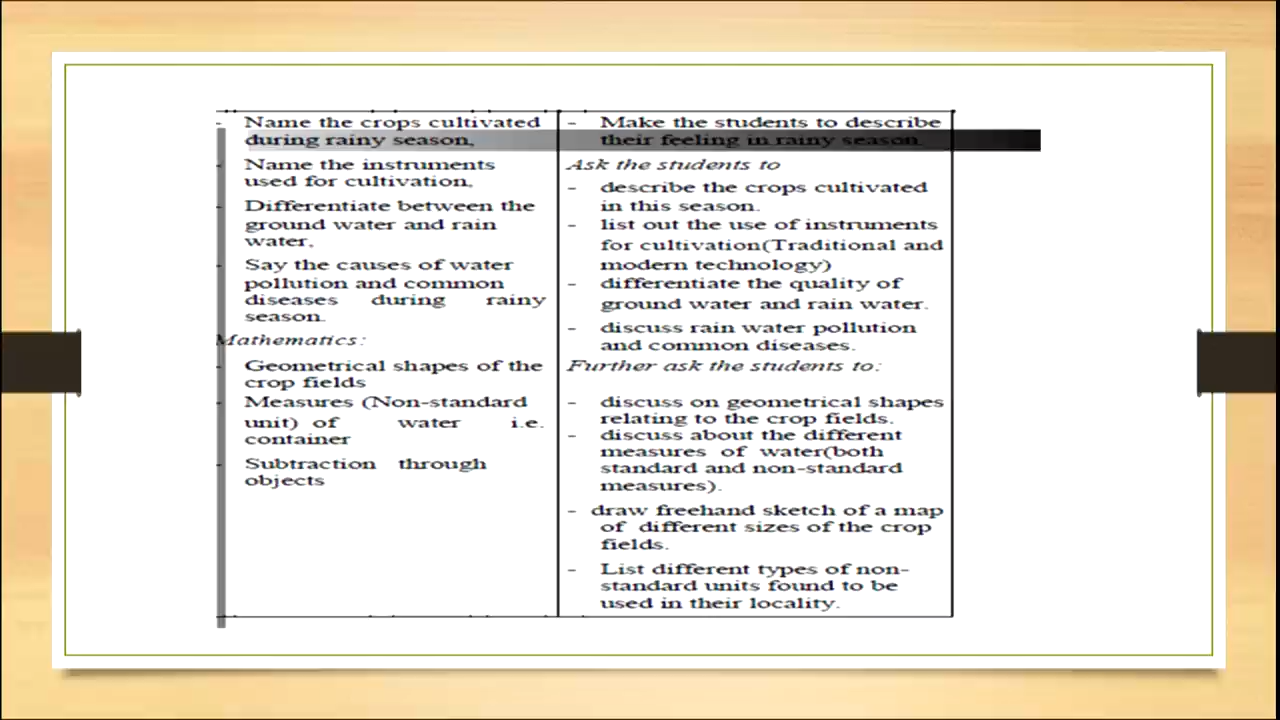 - Name the crops cultivated
during rainy season,
- Name the instruments
used for cultivation,
- Differentiate between the
ground water and rain
water,
- Say the causes of water
pollution and common
diseases during rainy
season.
Mathematics:
- Geometrical shapes of the
crop fields
- Measures (Non-standard
unit) of water i.e.
container
- Subtraction through
objects
- Make the students to describe
their feeling in rainy season.
Ask the students to
- describe the crops cultivated
in this season.
- list out the use of instruments
for cultivation(Traditional and
modern technology)
- differentiate the quality of
ground water and rain water.
- discuss rain water pollution
and common diseases.
Further ask the students to:
- discuss on geometrical shapes
relating to the crop fields.
- discuss about the different
measures of water(both
standard and non-standard
measures).
- draw freehand sketch of a map
of different sizes of the crop
fields.
- List different types of non-
standard units found to be
used in their locality.